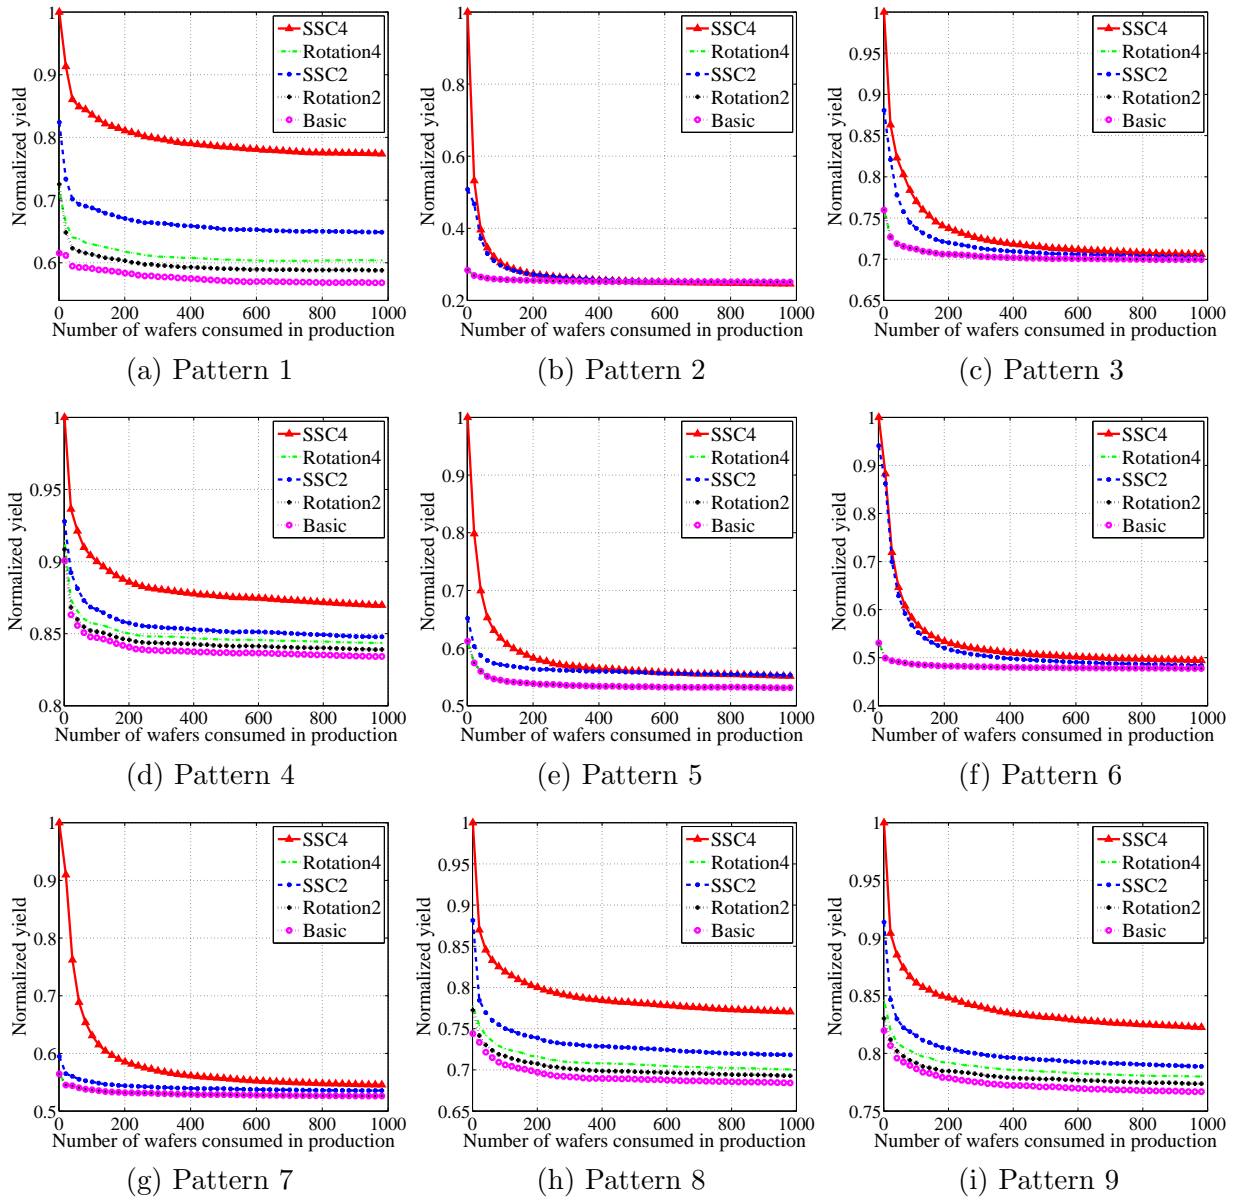 1
0.9
0.8
0.7
0.6
Normalized yield
0 200 400 600 800 1000
Number of wafers consumed in production
SSC4
Rotation4
SSC2
Rotation2
Basic
(a) Pattern 1
1
0.8
0.6
0.4
0.2
Normalized yield
0 200 400 600 800 1000
Number of wafers consumed in production
SSC4
Rotation4
SSC2
Rotation2
Basic
(b) Pattern 2
1
0.95
0.9
0.85
0.8
0.75
0.7
0.65
Normalized yield
0 200 400 600 800 1000
Number of wafers consumed in production
SSC4
Rotation4
SSC2
Rotation2
Basic
(c) Pattern 3
1
0.95
0.9
0.85
0.8
Normalized yield
0 200 400 600 800 1000
Number of wafers consumed in production
SSC4
Rotation4
SSC2
Rotation2
Basic
(d) Pattern 4
1
0.9
0.8
0.7
0.6
0.5
Normalized yield
0 200 400 600 800 1000
Number of wafers consumed in production
SSC4
Rotation4
SSC2
Rotation2
Basic
(e) Pattern 5
1
0.9
0.8
0.7
0.6
0.5
0.4
Normalized yield
0 200 400 600 800 1000
Number of wafers consumed in production
SSC4
Rotation4
SSC2
Rotation2
Basic
(f) Pattern 6
1
0.9
0.8
0.7
0.6
0.5
Normalized yield
0 200 400 600 800 1000
Number of wafers consumed in production
SSC4
Rotation4
SSC2
Rotation2
Basic
(g) Pattern 7
1
0.95
0.9
0.85
0.8
0.75
0.7
0.65
Normalized yield
0 200 400 600 800 1000
Number of wafers consumed in production
SSC4
Rotation4
SSC2
Rotation2
Basic
(h) Pattern 8
1
0.95
0.9
0.85
0.8
0.75
Normalized yield
0 200 400 600 800 1000
Number of wafers consumed in production
SSC4
Rotation4
SSC2
Rotation2
Basic
(i) Pattern 9